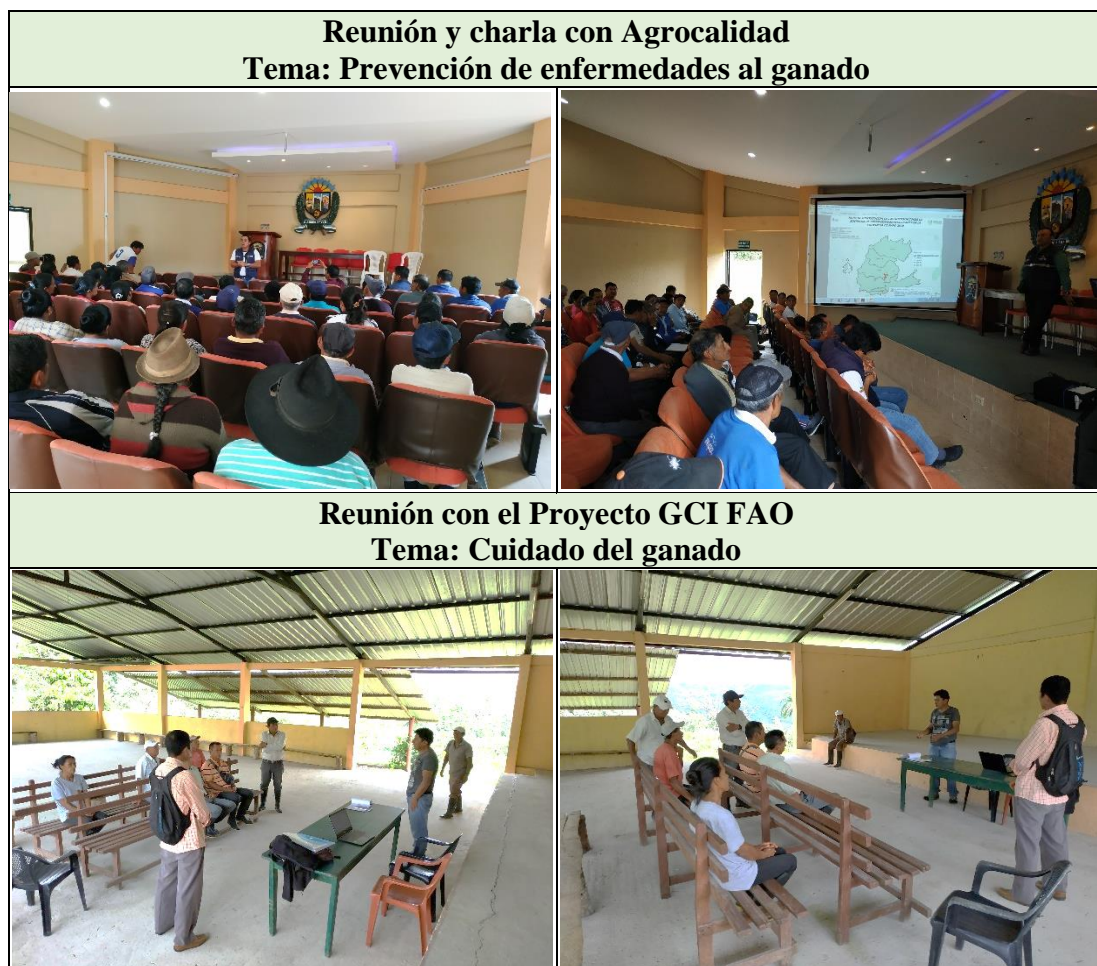 Reunión y charla con Agrocalidad
Tema: Prevención de enfermedades al ganado
Reunión con el Proyecto GCI FAO
Tema: Cuidado del ganado